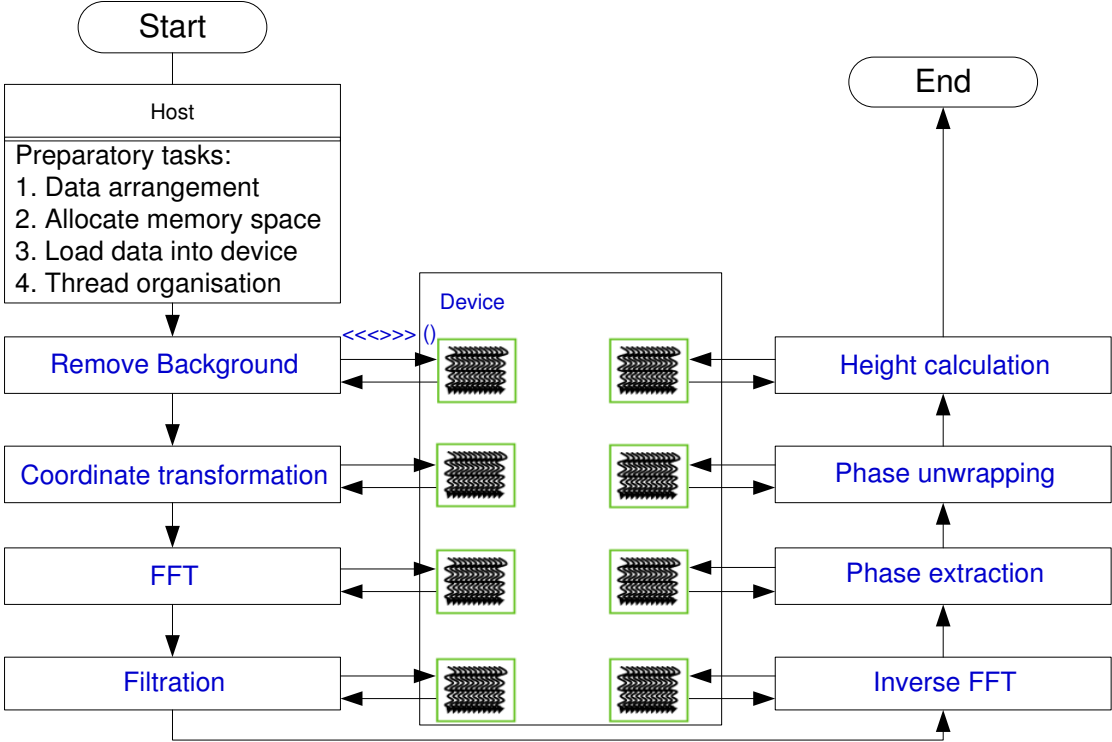 Start
Host
Preparatory tasks:
1. Data arrangement
2. Allocate memory space
3. Load data into device
4. Thread organisation
Remove Background
<<<>>> ()
Coordinate transformation
FFT
Filtration
Device
Inverse FFT
Phase extraction
Phase unwrapping
Height calculation
End